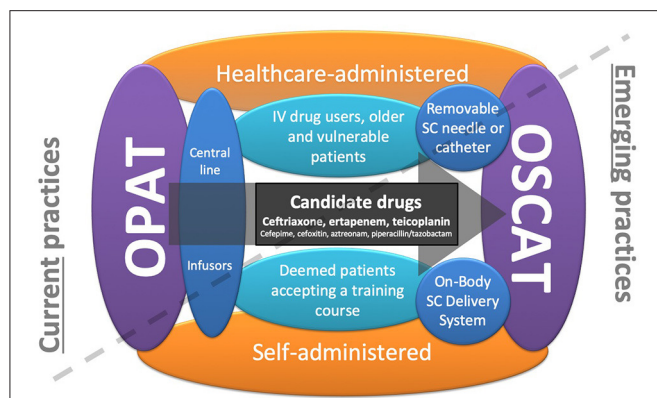 Healthcare-administered
Current practices
OPAT
Central
line
Infusors
IV drug users, older
and vulnerable
patients
Removable
SC needle or
catheter
Candidate drugs
Ceftriaxone, ertapenem, teicoplanin
Cefepime, cefoxitin, aztreonam, piperacillin/tazobactam
Deemed patients
accepting a training
course
On-Body
SC Delivery
System
OSCAT
Emerging practices
Self-administered